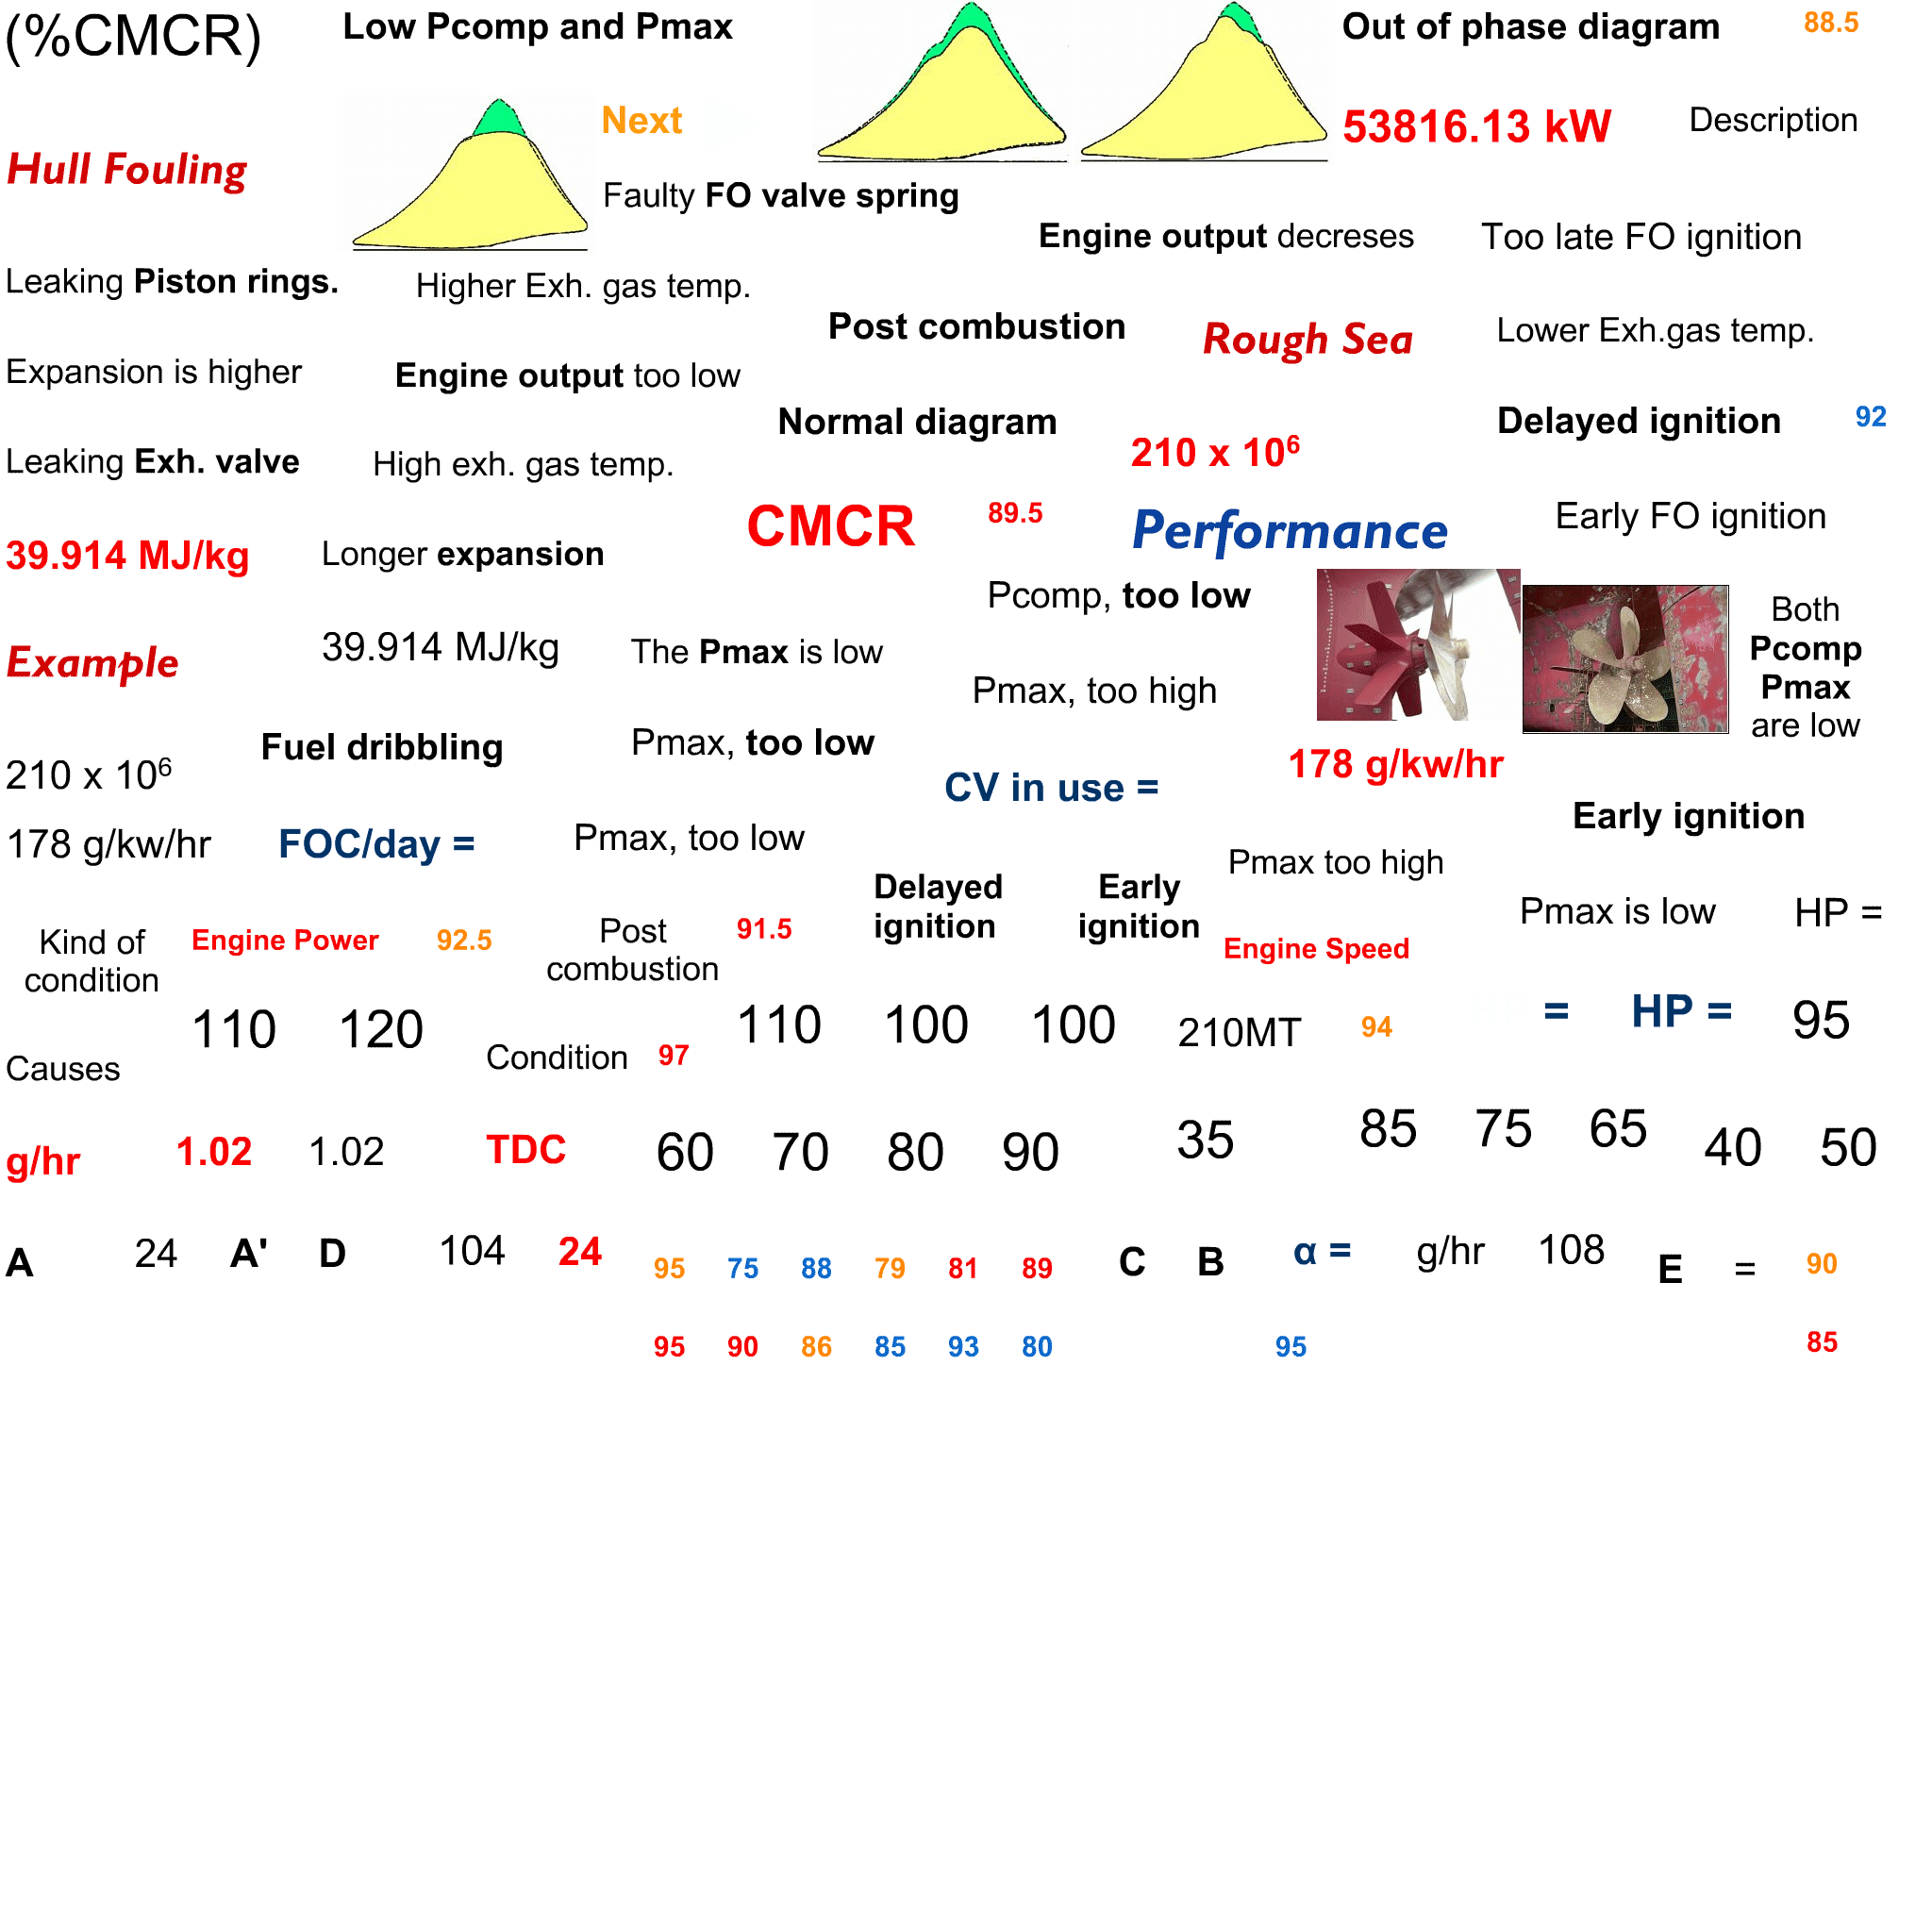 (%CMCR) Low Pcomp and Pmax Out of phase diagram 88.5
Next 53816.13 kW Description
Hull Fouling Faulty FO valve spring
Engine output decreses Too late FO ignition
Leaking Piston rings. Higher Exh. gas temp.
Post combustion Rough Sea Lower Exh.gas temp.
Expansion is higher Engine output too low
Normal diagram Delayed ignition 92
Leaking Exh. valve High exh. gas temp. 210 x 10⁶
CMCR 89.5 Performance Early FO ignition
39.914 MJ/kg Longer expansion
Pcomp, too low Both
Example 39.914 MJ/kg The Pmax is low Pcomp
Pmax, too high Pmax
Fuel dribbling Pmax, too low are low
210 x 10⁶ CV in use = 178 g/kw/hr
178 g/kw/hr FOC/day = Pmax, too low Early ignition
Pmax too high
Delayed Early
ignition ignition
Pmax is low HP =
Kind of Engine Power 92.5 Post 91.5 Engine Speed
condition combustion
110 120 110 100 100 210MT 94 = HP = 95
Causes Condition 97
g/hr 1.02 1.02 TDC 60 70 80 90 35 85 75 65 40 50
A 24 A' D 104 24 95 75 88 79 81 89 C B α = g/hr 108 E = 90
95 90 86 85 93 80 95 85